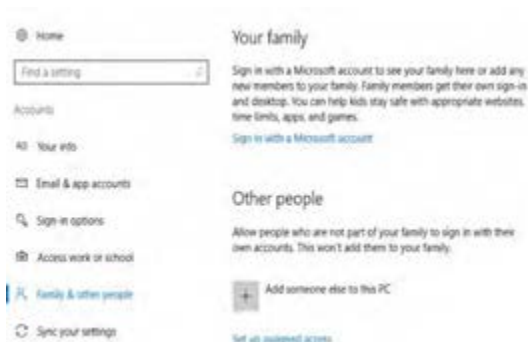 Home
Find a setting
Accounts
Your info
Email & app accounts
Sign-in options
Access work or school
Family & other people
Sync your settings
Your family
Sign in with a Microsoft account to see your family here or add any
new members to your family. Family members get their own sign-in
and desktop. You can help kids stay safe with appropriate websites,
time limits, apps, and games.
Sign in with a Microsoft account
Other people
Allow people who are not part of your family to sign in with their
own accounts. This won't add them to your family.
Add someone else to this PC
Set up assigned access